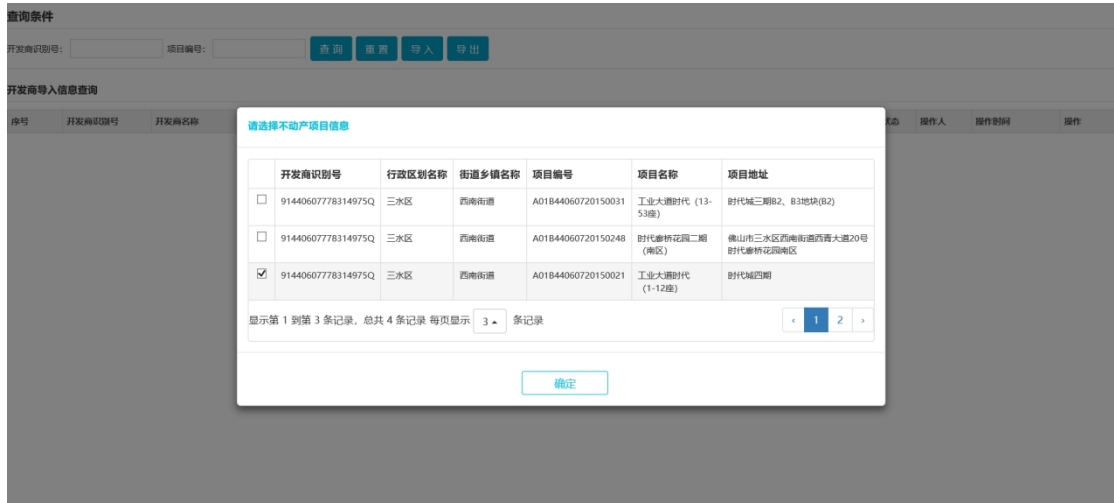 查询条件
开发商识别号: 项目编号: 查询 重置 导入 导出
开发商导入信息查询
序号 开发商识别号 开发商名称 状态 操作人 操作时间 操作
请选择不动产项目信息
开发商识别号 行政区划名称 街道乡镇名称 项目编号 项目名称 项目地址
91440607778314975Q 三水区 西南街道 A01B44060720150031 工业大道时代 (13- 时代城三期B2、B3地块(B2)
53座)
91440607778314975Q 三水区 西南街道 A01B44060720150248 时代廊桥花园二期 佛山市三水区西南街道西青大道20号
(南区) 时代廊桥花园南区
91440607778314975Q 三水区 西南街道 A01B44060720150021 工业大道时代 时代城四期
(1-12座)
显示第 1 到第 3 条记录, 总共 4 条记录 每页显示 3 条记录 ‹ 1 2 ›
确定